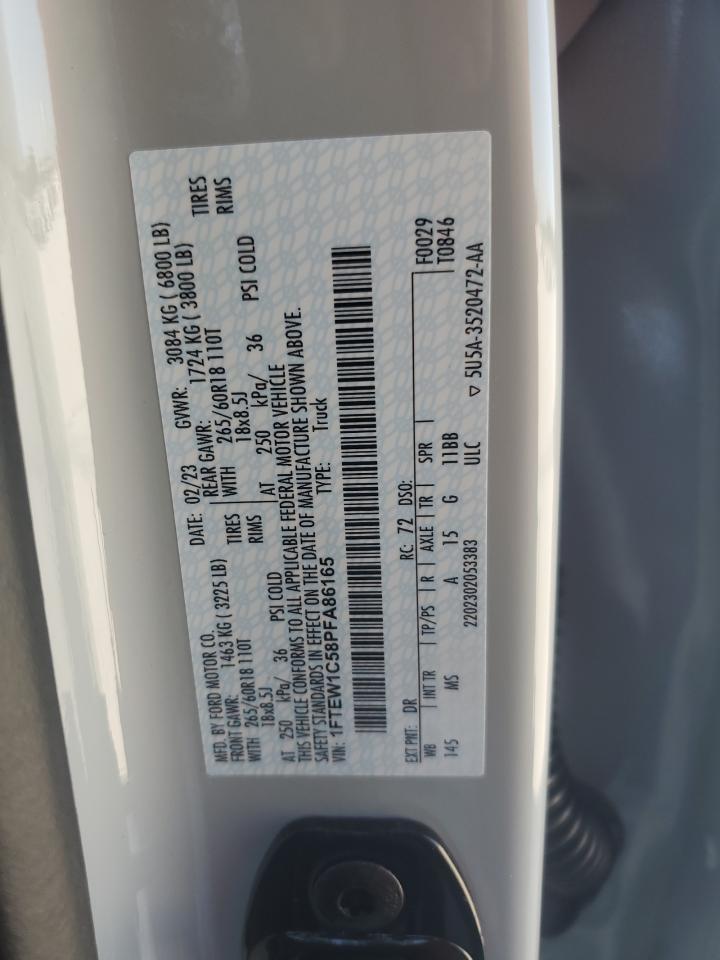 MFD. BY FORD MOTOR CO.
DATE: 02/23 GVWR: 3084 KG ( 6800 LB)
FRONT GAWR: 1463 KG ( 3225 LB) REAR GAWR: 1724 KG ( 3800 LB)
WITH 265/60R18 110T TIRES WITH 265/60R18 110T TIRES
18x8.5J RIMS 18x8.5J RIMS
AT 250 kPa/ 36 PSI COLD AT 250 kPa/ 36 PSI COLD
THIS VEHICLE CONFORMS TO ALL APPLICABLE FEDERAL MOTOR VEHICLE
SAFETY STANDARDS IN EFFECT ON THE DATE OF MANUFACTURE SHOWN ABOVE.
VIN: 1FTEW1C58PFA86165 TYPE: Truck
EXT PNT: DR RC: 72 DSO: F0029
WB INT TR TP/PS R AXLE TR SPR T0846
145 MS A 15 G 11BB
2202302053383 ULC ▽ 5U5A-3520472-AA